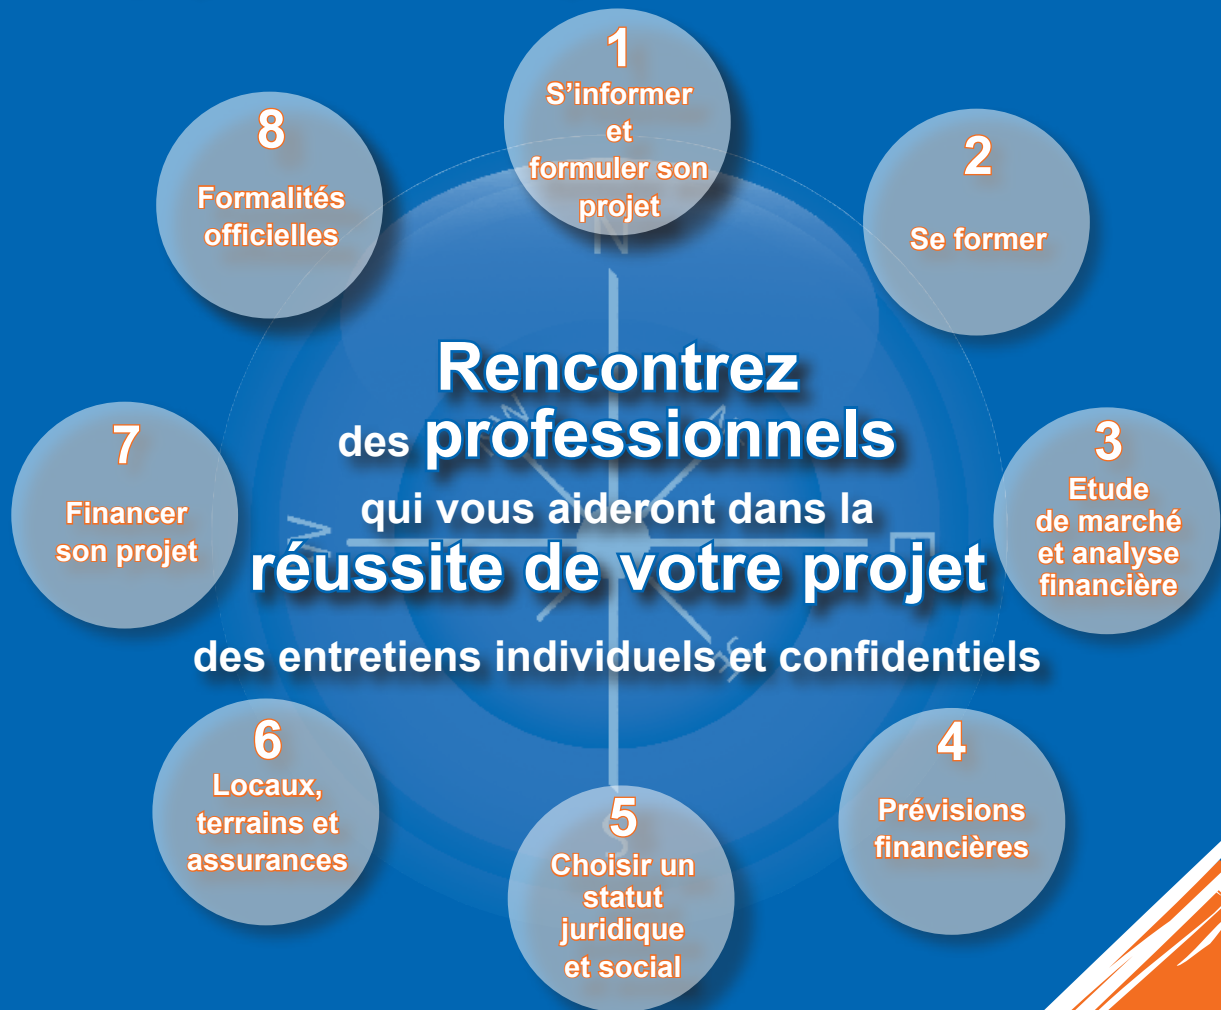 1
S’informer
et
formuler son
projet
2
Se former
3
Etude
de marché
et analyse
financière
4
Prévisions
financières
5
Choisir un
statut
juridique
et social
6
Locaux,
terrains et
assurances
7
Financer
son projet
8
Formalités
officielles
Rencontrez
des professionnels
qui vous aideront dans la
réussite de votre projet
des entretiens individuels et confidentiels
N
W
S